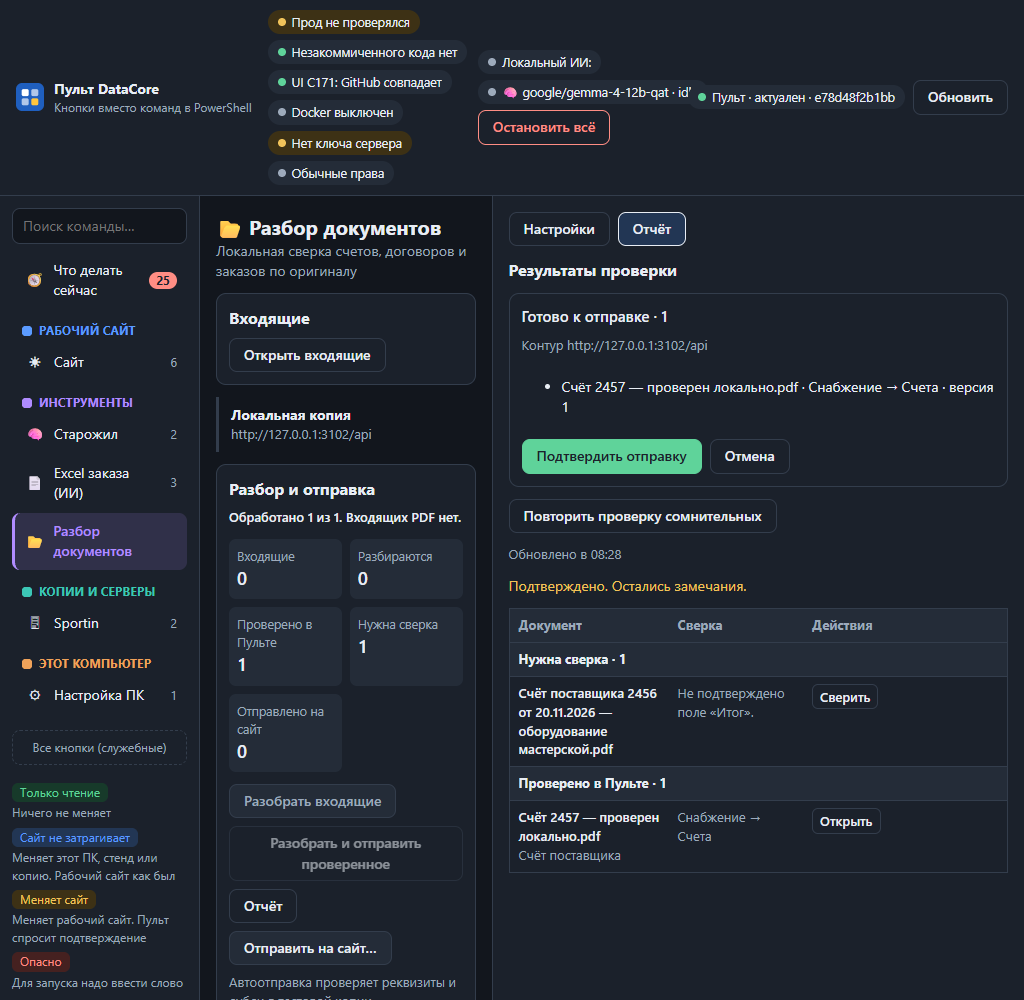 Пульт DataCore
Кнопки вместо команд в PowerShell
Прод не проверялся
Незакоммиченного кода нет
UI C171: GitHub совпадает
Docker выключен
Нет ключа сервера
Обычные права
Локальный ИИ:
google/gemma-4-12b-qat · id
Остановить всё
Пульт · актуален · e78d48f2b1bb
Обновить
Поиск команды...
Что делать
сейчас
25
РАБОЧИЙ САЙТ
Сайт 6
ИНСТРУМЕНТЫ
Старожил 2
Excel заказа
(ИИ)
3
Разбор
документов
КОПИИ И СЕРВЕРЫ
Sportin 2
ЭТОТ КОМПЬЮТЕР
Настройка ПК 1
Все кнопки (служебные)
Только чтение
Ничего не меняет
Сайт не затрагивает
Меняет этот ПК, стенд или
копию. Рабочий сайт как был
Меняет сайт
Меняет рабочий сайт. Пульт
спросит подтверждение
Опасно
Для запуска надо ввести слово
Разбор документов
Локальная сверка счетов, договоров и
заказов по оригиналу
Входящие
Открыть входящие
Локальная копия
http://127.0.0.1:3102/api
Разбор и отправка
Обработано 1 из 1. Входящих PDF нет.
Входящие
0
Разбираются
0
Проверено в
Пульте
1
Нужна сверка
1
Отправлено на
сайт
0
Разобрать входящие
Разобрать и отправить
проверенное
Отчёт
Отправить на сайт...
Автоотправка проверяет реквизиты и
Настройки
Отчёт
Результаты проверки
Готово к отправке · 1
Контур http://127.0.0.1:3102/api
• Счёт 2457 — проверен локально.pdf · Снабжение → Счета · версия
1
Подтвердить отправку
Отмена
Повторить проверку сомнительных
Обновлено в 08:28
Подтверждено. Остались замечания.
Документ Сверка Действия
Нужна сверка · 1
Счёт поставщика 2456
от 20.11.2026 —
оборудование
мастерской.pdf
Не подтверждено
поле «Итог».
Сверить
Проверено в Пульте · 1
Счёт 2457 — проверен
локально.pdf
Счёт поставщика
Снабжение →
Счета
Открыть